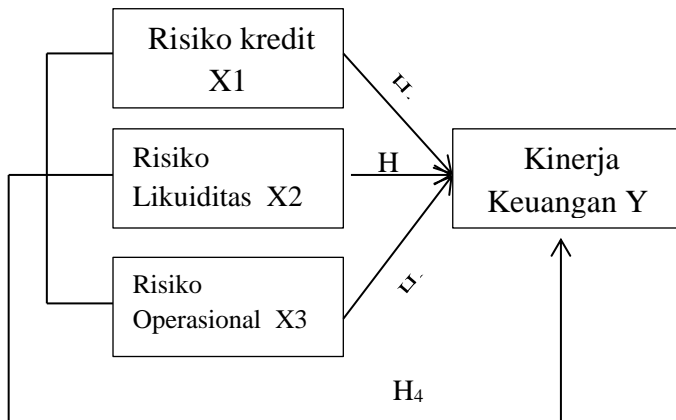 Risiko kredit
X1
Risiko
Likuiditas X2
H
Kinerja
Keuangan Y
Risiko
Operasional X3
H4